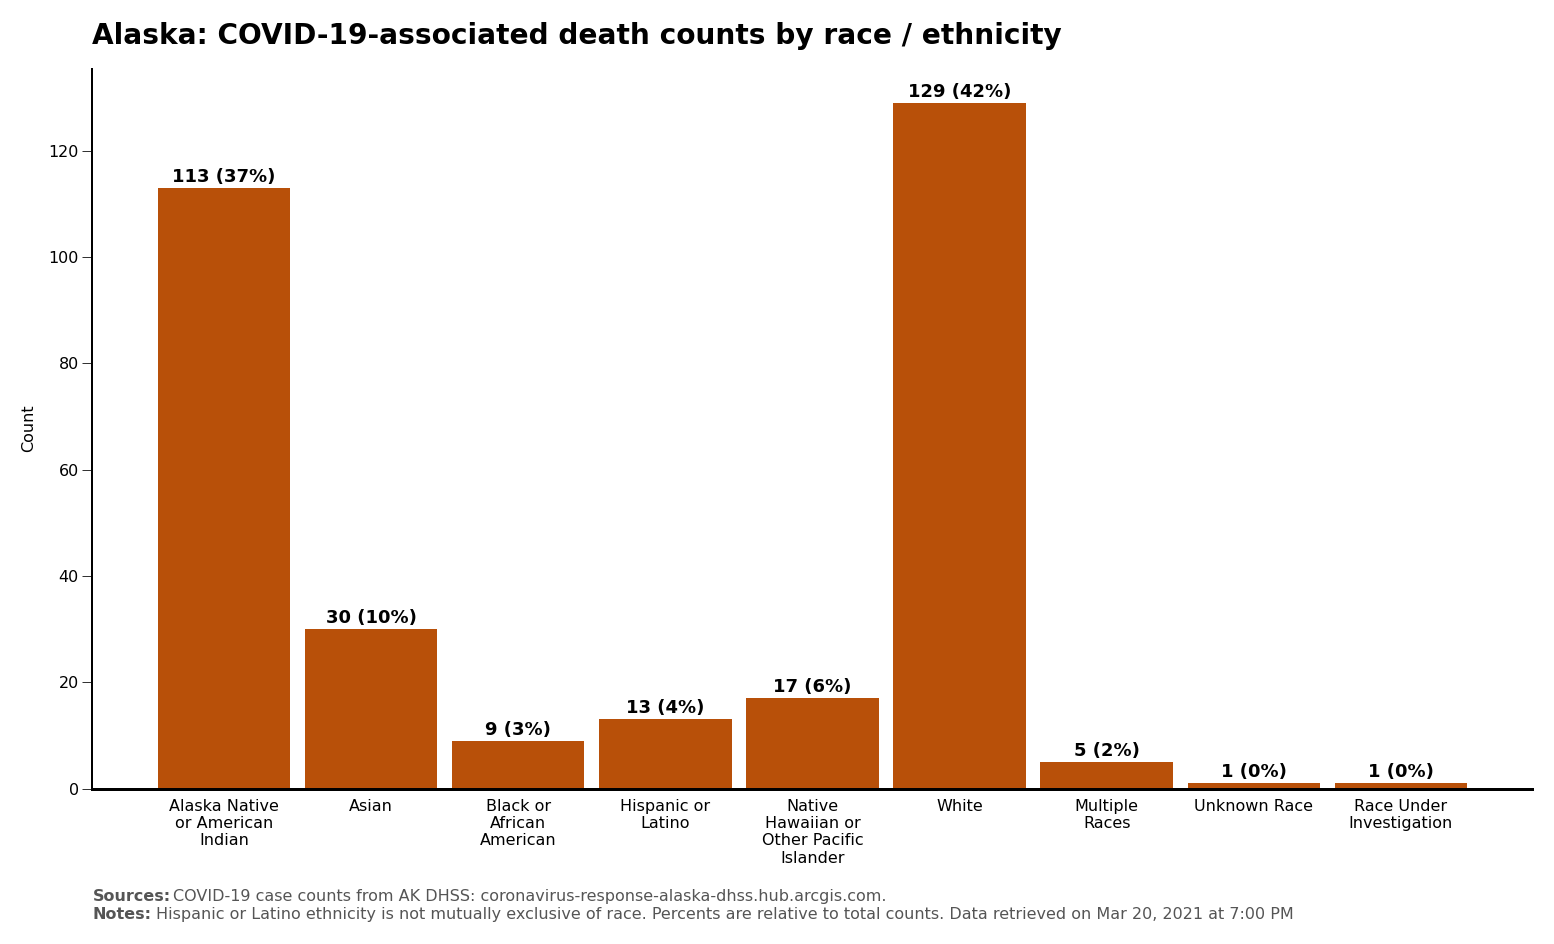 Alaska: COVID-19-associated death counts by race / ethnicity
Count
120
100
80
60
40
20
0
113 (37%)
30 (10%)
9 (3%)
13 (4%)
17 (6%)
129 (42%)
5 (2%)
1 (0%)
1 (0%)
Alaska Native
or American
Indian
Asian
Black or
African
American
Hispanic or
Latino
Native
Hawaiian or
Other Pacific
Islander
White
Multiple
Races
Unknown Race
Race Under
Investigation
Sources: COVID-19 case counts from AK DHSS: coronavirus-response-alaska-dhss.hub.arcgis.com.
Notes: Hispanic or Latino ethnicity is not mutually exclusive of race. Percents are relative to total counts. Data retrieved on Mar 20, 2021 at 7:00 PM